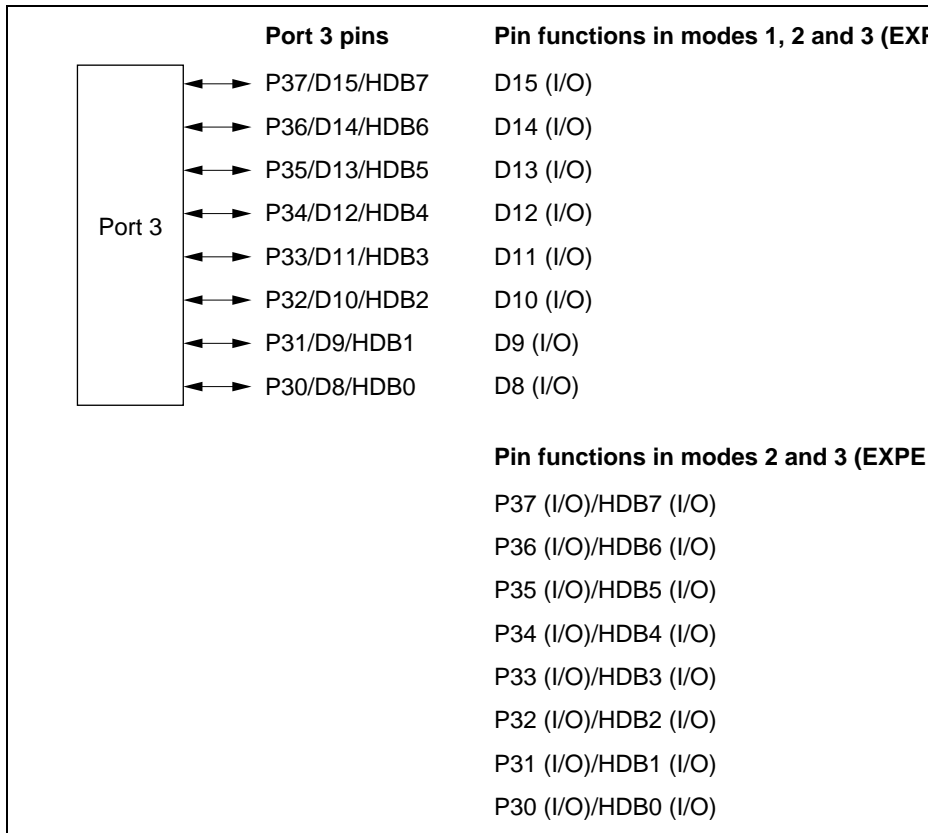 Port 3 pins Pin functions in modes 1, 2 and 3 (EXP
P37/D15/HDB7 D15 (I/O)
P36/D14/HDB6 D14 (I/O)
P35/D13/HDB5 D13 (I/O)
P34/D12/HDB4 D12 (I/O)
Port 3
P33/D11/HDB3 D11 (I/O)
P32/D10/HDB2 D10 (I/O)
P31/D9/HDB1 D9 (I/O)
P30/D8/HDB0 D8 (I/O)
Pin functions in modes 2 and 3 (EXPE
P37 (I/O)/HDB7 (I/O)
P36 (I/O)/HDB6 (I/O)
P35 (I/O)/HDB5 (I/O)
P34 (I/O)/HDB4 (I/O)
P33 (I/O)/HDB3 (I/O)
P32 (I/O)/HDB2 (I/O)
P31 (I/O)/HDB1 (I/O)
P30 (I/O)/HDB0 (I/O)